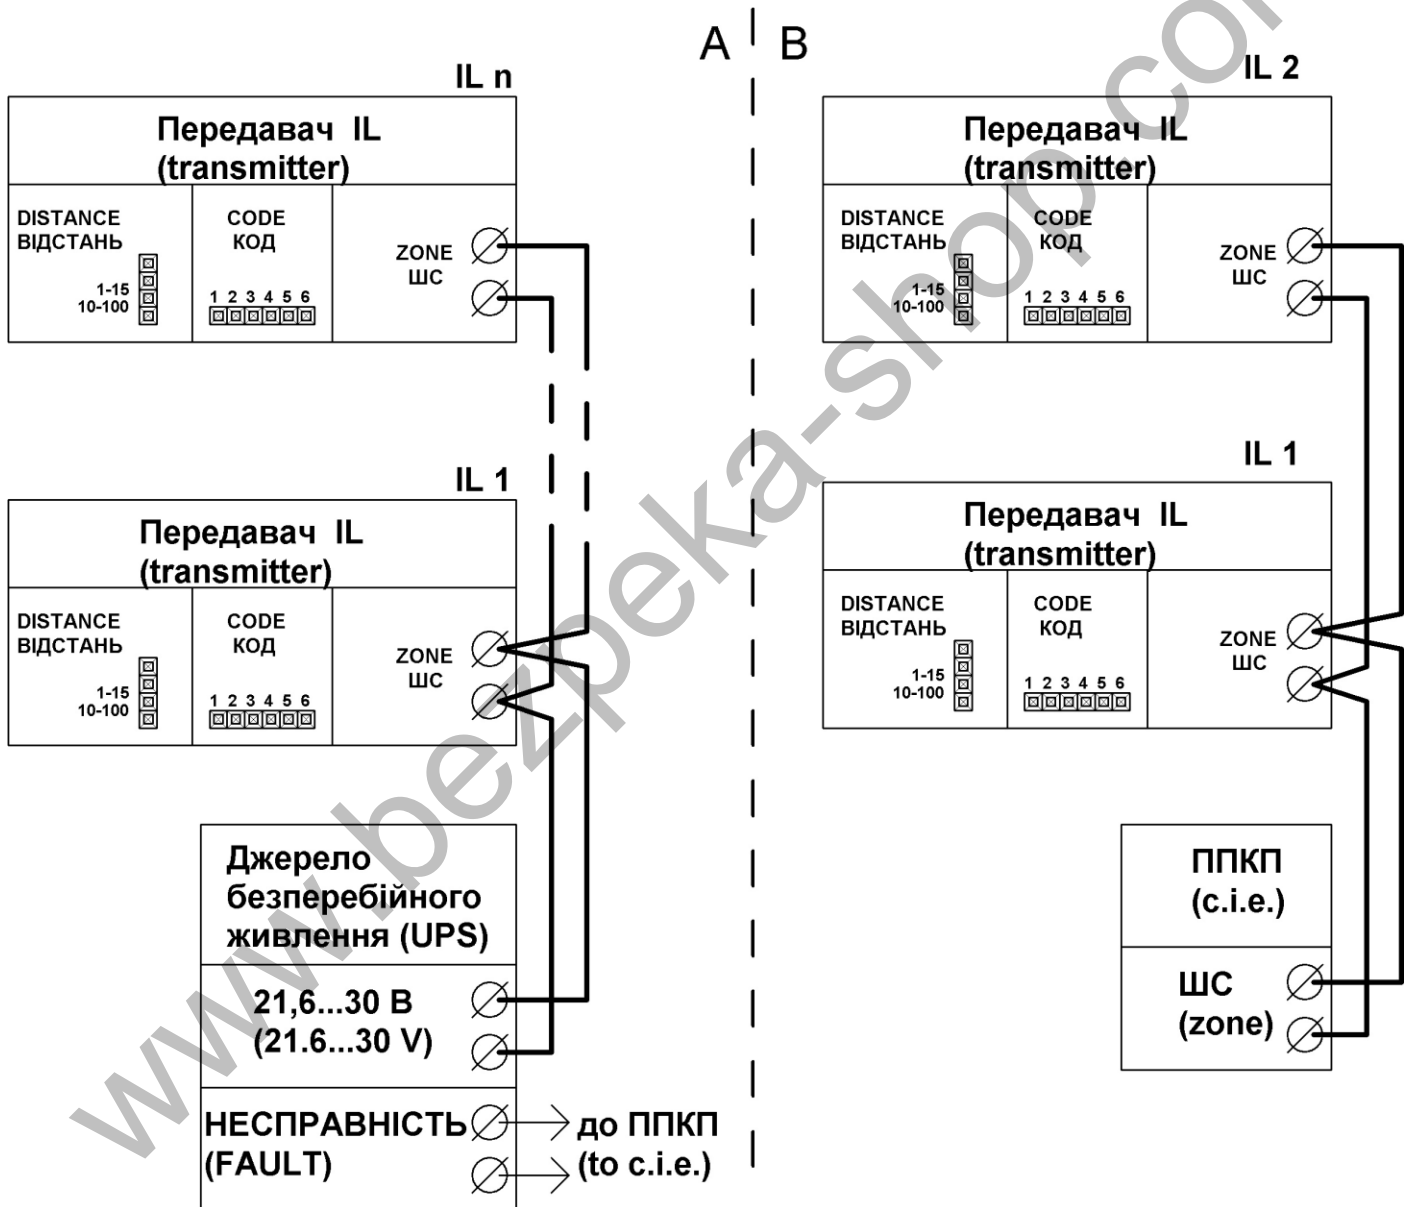 A B
IL n
Передавач IL
(transmitter)
DISTANCE
ВІДСТАНЬ
1-15
10-100
CODE
КОД
1 2 3 4 5 6
ZONE
ШС
IL 1
Передавач IL
(transmitter)
DISTANCE
ВІДСТАНЬ
1-15
10-100
CODE
КОД
1 2 3 4 5 6
ZONE
ШС
Джерело
безперебійного
живлення (UPS)
21,6...30 В
(21.6...30 V)
НЕСПРАВНІСТЬ
(FAULT)
до ППКП
(to c.i.e.)
IL 2
Передавач IL
(transmitter)
DISTANCE
ВІДСТАНЬ
1-15
10-100
CODE
КОД
1 2 3 4 5 6
ZONE
ШС
IL 1
Передавач IL
(transmitter)
DISTANCE
ВІДСТАНЬ
1-15
10-100
CODE
КОД
1 2 3 4 5 6
ZONE
ШС
ППКП
(c.i.e.)
ШС
(zone)
www.bezpeka-shop.com